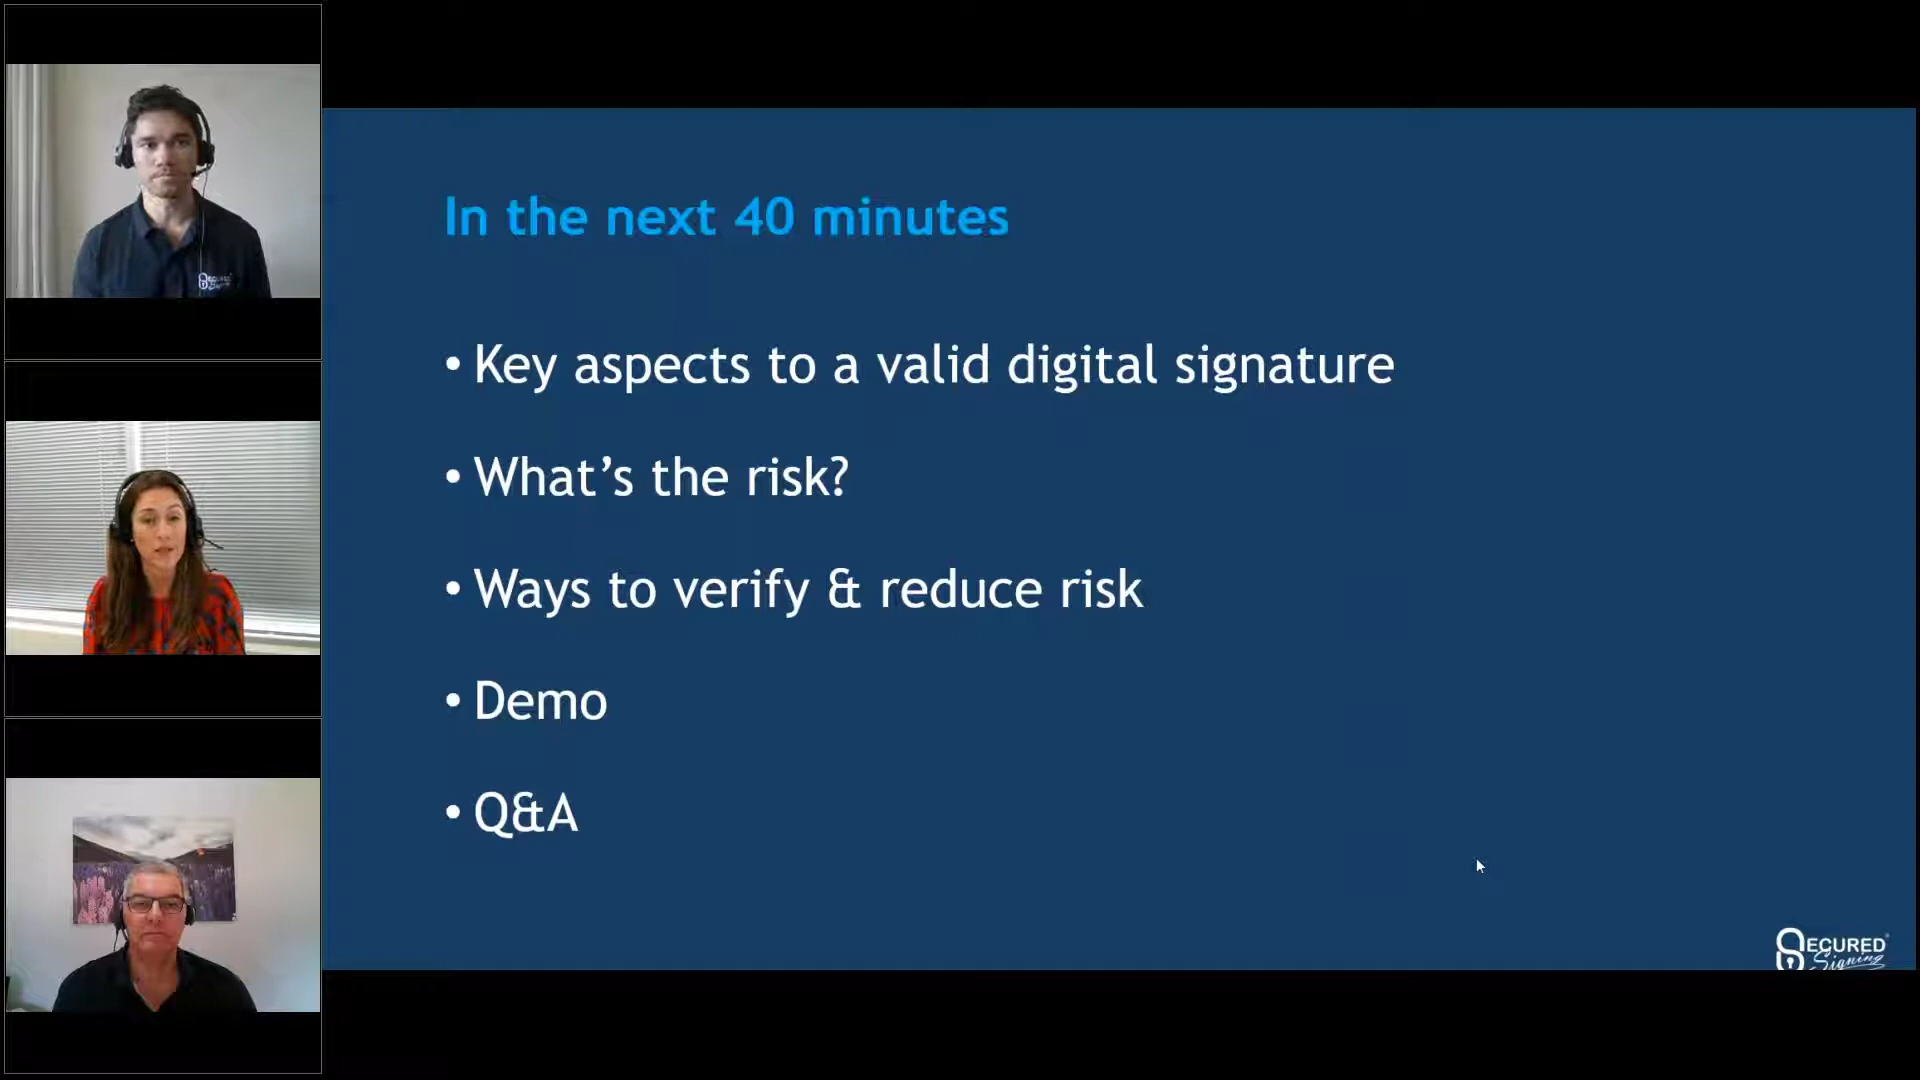 In the next 40 minutes
• Key aspects to a valid digital signature
• What’s the risk?
• Ways to verify & reduce risk
• Demo
• Q&A
SECURED
Signing
SECURED